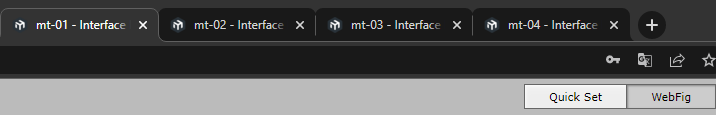 mt-01 - Interface mt-02 - Interface mt-03 - Interface mt-04 - Interface
Quick Set WebFig